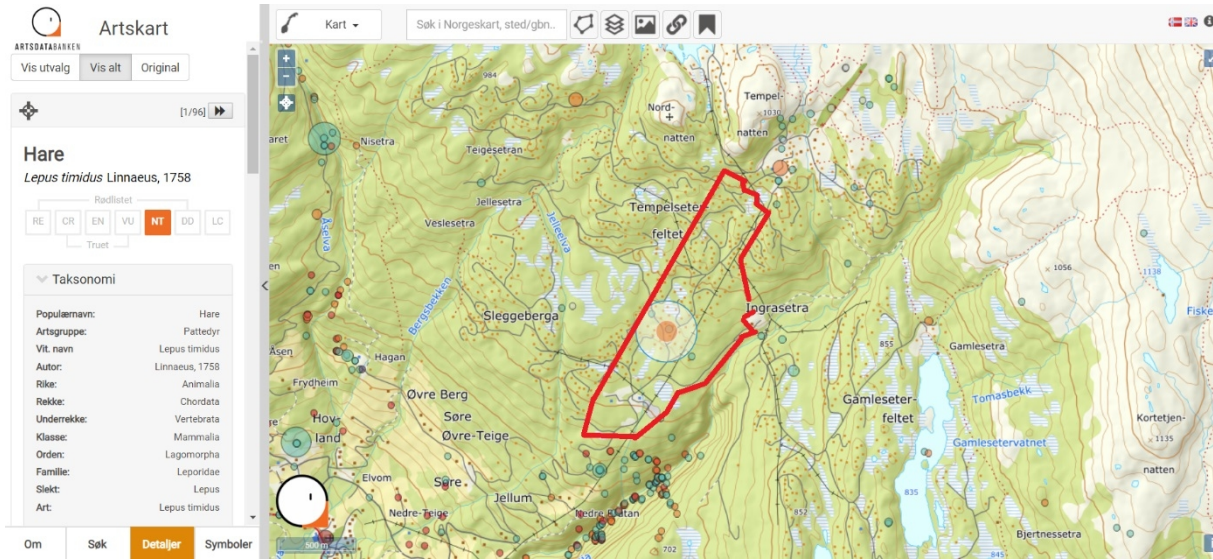 Artskart
ARTSDATABANKEN
Vis utvalg
Vis alt
Original
[1/96]
Hare
Lepus timidus Linnaeus, 1758
Rødlistet
RE
CR
EN
VU
NT
DD
LC
Truet
Taksonomi
Populærnavn: Hare
Artsgruppe: Pattedyr
Vit. navn Lepus timidus
Autor: Linnaeus, 1758
Rike: Animalia
Rekke: Chordata
Underrekke: Vertebrata
Klasse: Mammalia
Orden: Lagomorpha
Familie: Leporidae
Slekt: Lepus
Art: Lepus timidus
Om
Søk
Detaljer
Symboler
Kart
Søk i Norgeskart, sted/gbn..
984
Nord-
natten
Tempel-
1030
natten
Nisetra
Teigesetran
Jellesetra
Veslesetra
Tempelseter-
feltet
Åselva
Jelleelva
Bergsbekken
Sleggeberga
Ingrasetra
1056
1138
Fiske
855
Gamlesetra
Åsen
Hagan
Frydheim
Øvre Berg
Søre
Øvre-Teige
Hov-
land
Gamleseter-
feltet
Tomasbekk
Gamlesetervatnet
Kortetjen-
1135
natten
Elvom
Søre
Jellum
Nedre-Teige
Nedre Bråtan
835
852
702
Bjertnessetra
845
500 m